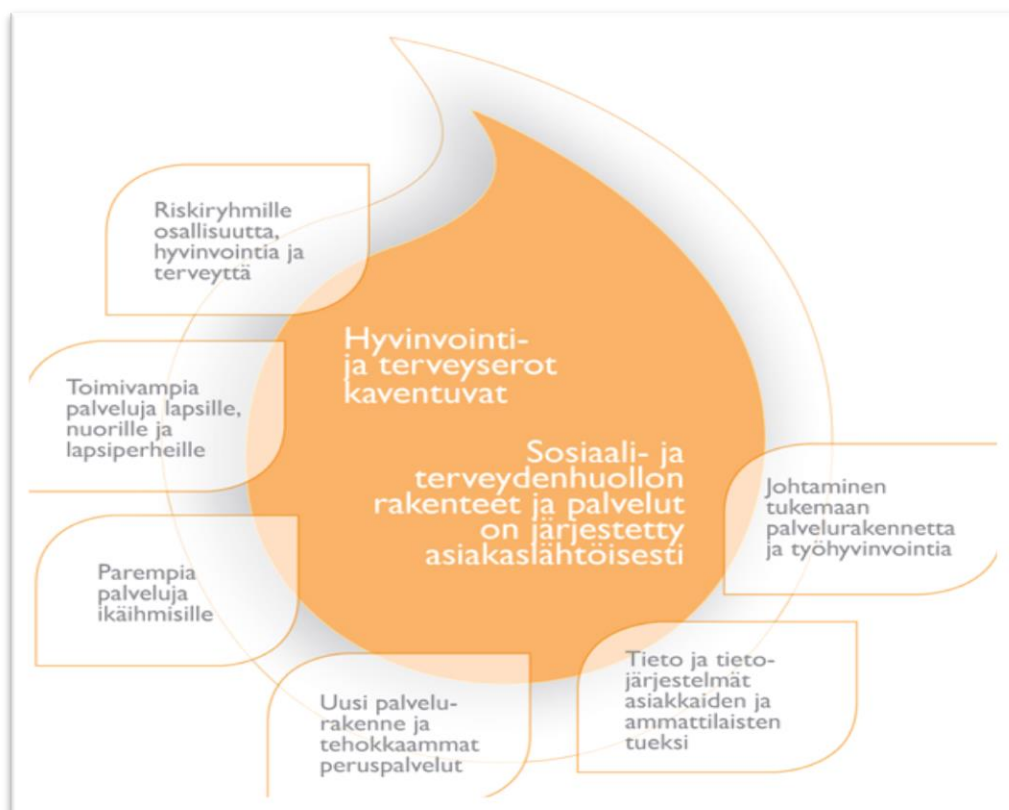 Riskiryhmille
osallisuutta,
hyvinvointia ja
terveyttä
Toimivampia
palveluja lapsille,
nuorille ja
lapsiperheille
Parempia
palveluja
ikäihmisille
Uusi palvelu-
rakenne ja
tehokkaammat
peruspalvelut
Tieto ja tieto-
järjestelmät
asiakkaiden ja
ammattilaisten
tueksi
Johtaminen
tukemaan
palvelurakennetta
ja työhyvinvointia
Hyvinvointi-
ja terveyserot
kaventuvat
Sosiaali- ja
terveydenhuollon
rakenteet ja palvelut
on järjestetty
asiakaslähtöisesti